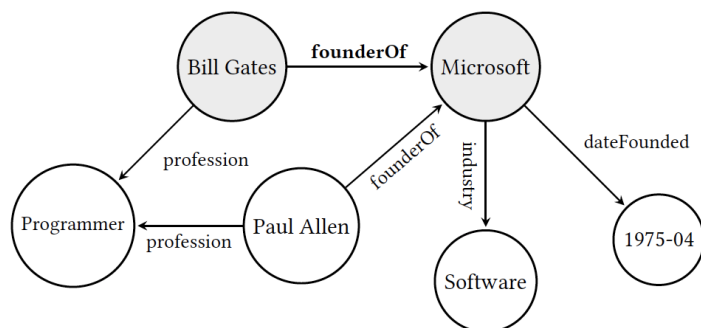 founderOf
Bill Gates
Microsoft
profession
founderOf
industry
dateFounded
Programmer
profession
Paul Allen
1975-04
Software